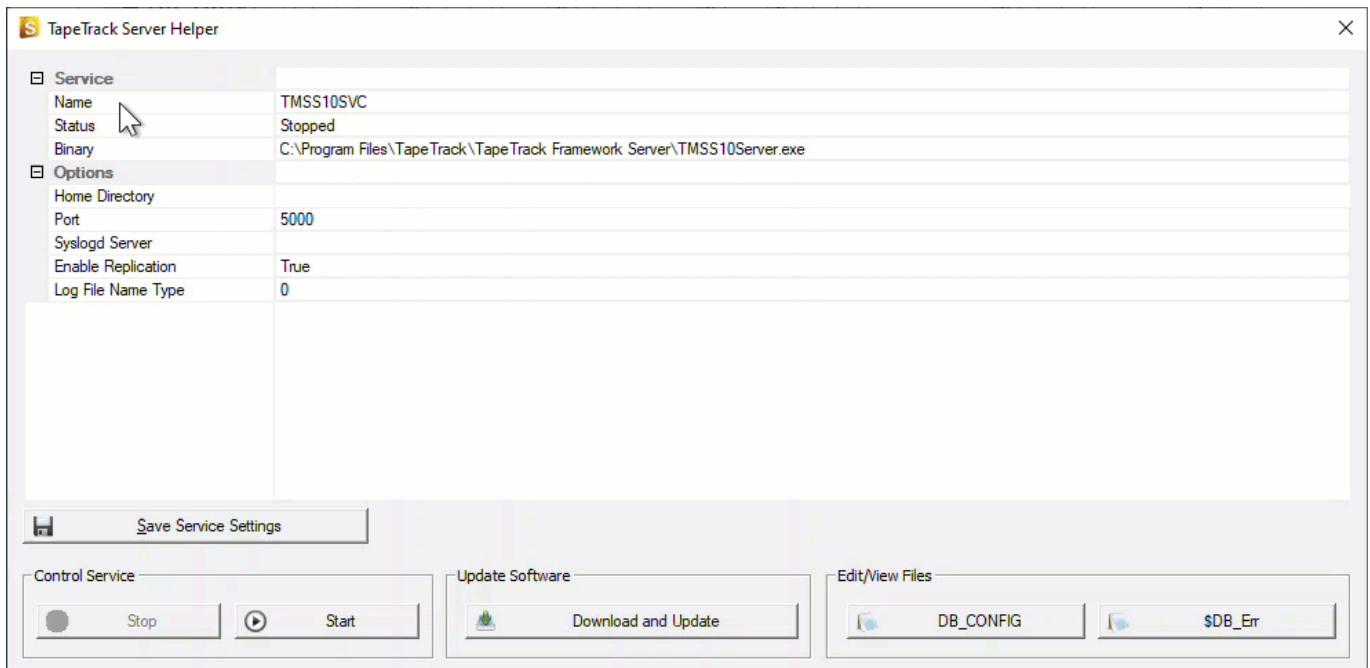 TapeTrack Server Helper
Service
Name TMSS10SVC
Status Stopped
Binary C:\Program Files\TapeTrack\TapeTrack Framework Server\TMSS10Server.exe
Options
Home Directory
Port 5000
Syslogd Server
Enable Replication True
Log File Name Type 0
Save Service Settings
Control Service Update Software Edit/View Files
Stop Start Download and Update DB_CONFIG $DB_Err